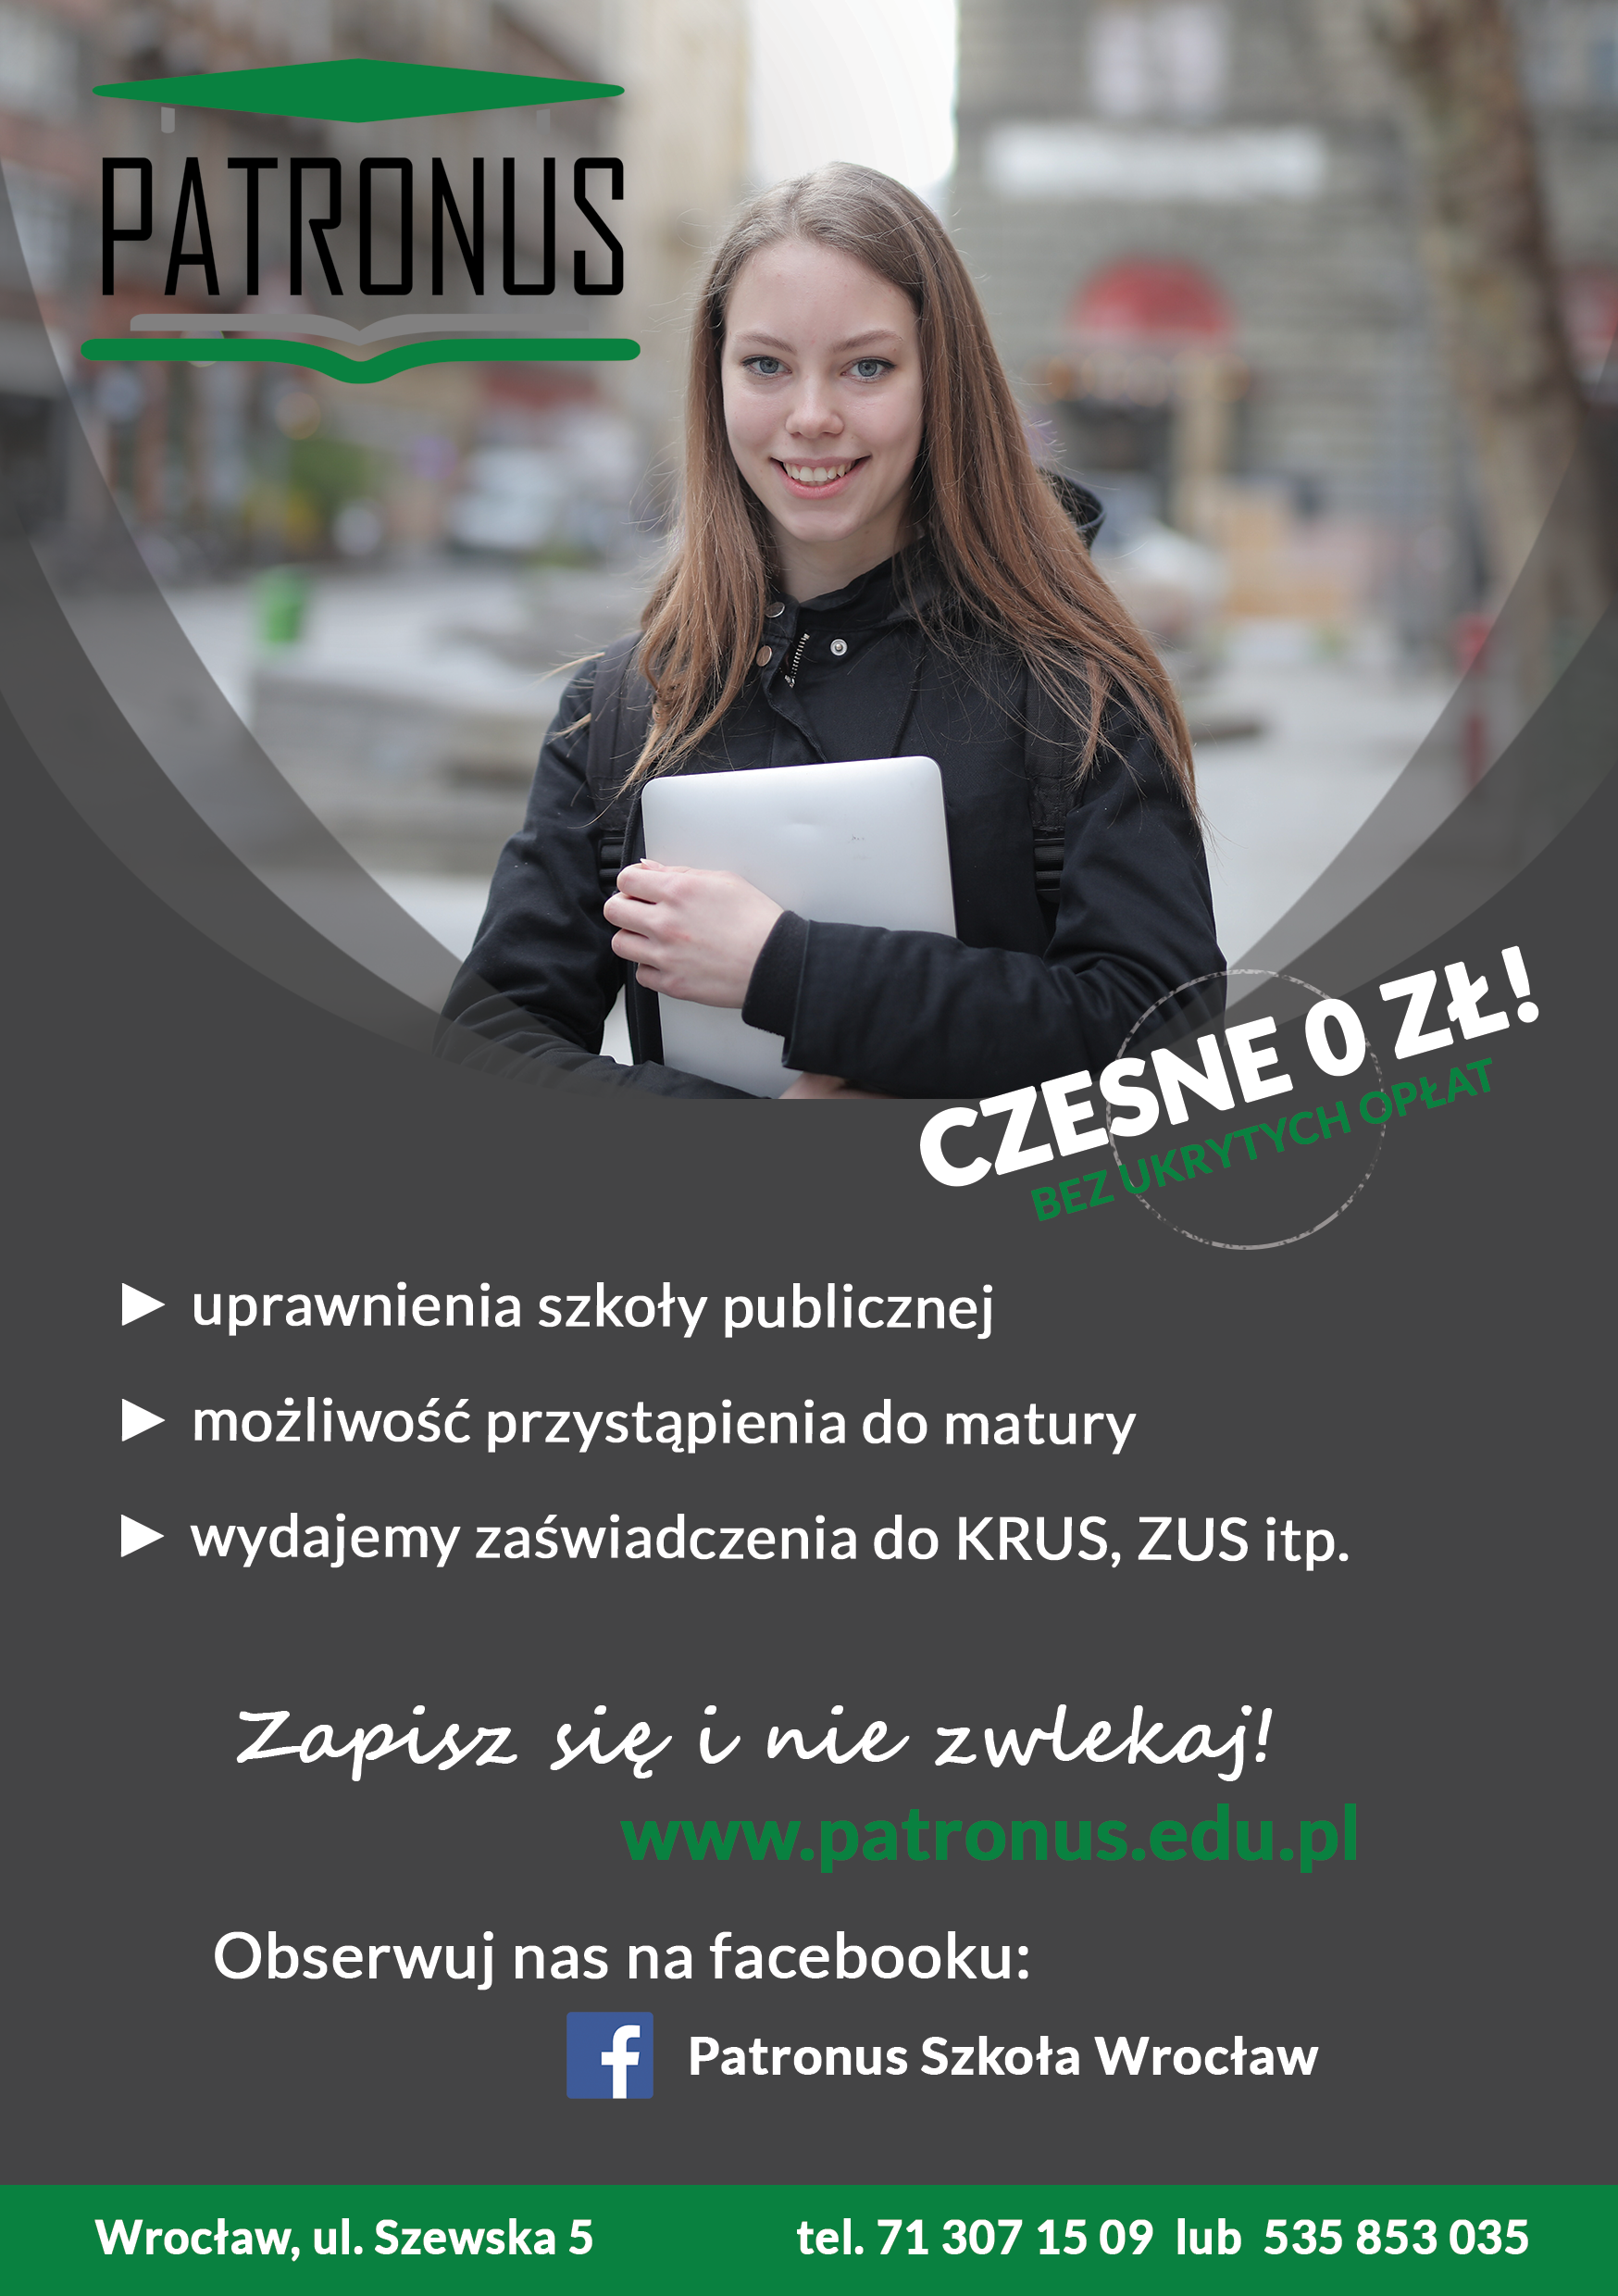 PATRONUS
CZESNE 0 ZŁ!
BEZ UKRYTYCH OPŁAT
uprawnienia szkoły publicznej
możliwość przystąpienia do matury
wydajemy zaświadczenia do KRUS, ZUS itp.
Zapisz się i nie zwlekaj!
www.patronus.edu.pl
Obserwuj nas na facebooku:
Patronus Szkoła Wrocław
Wrocław, ul. Szewska 5 tel. 71 307 15 09 lub 535 853 035